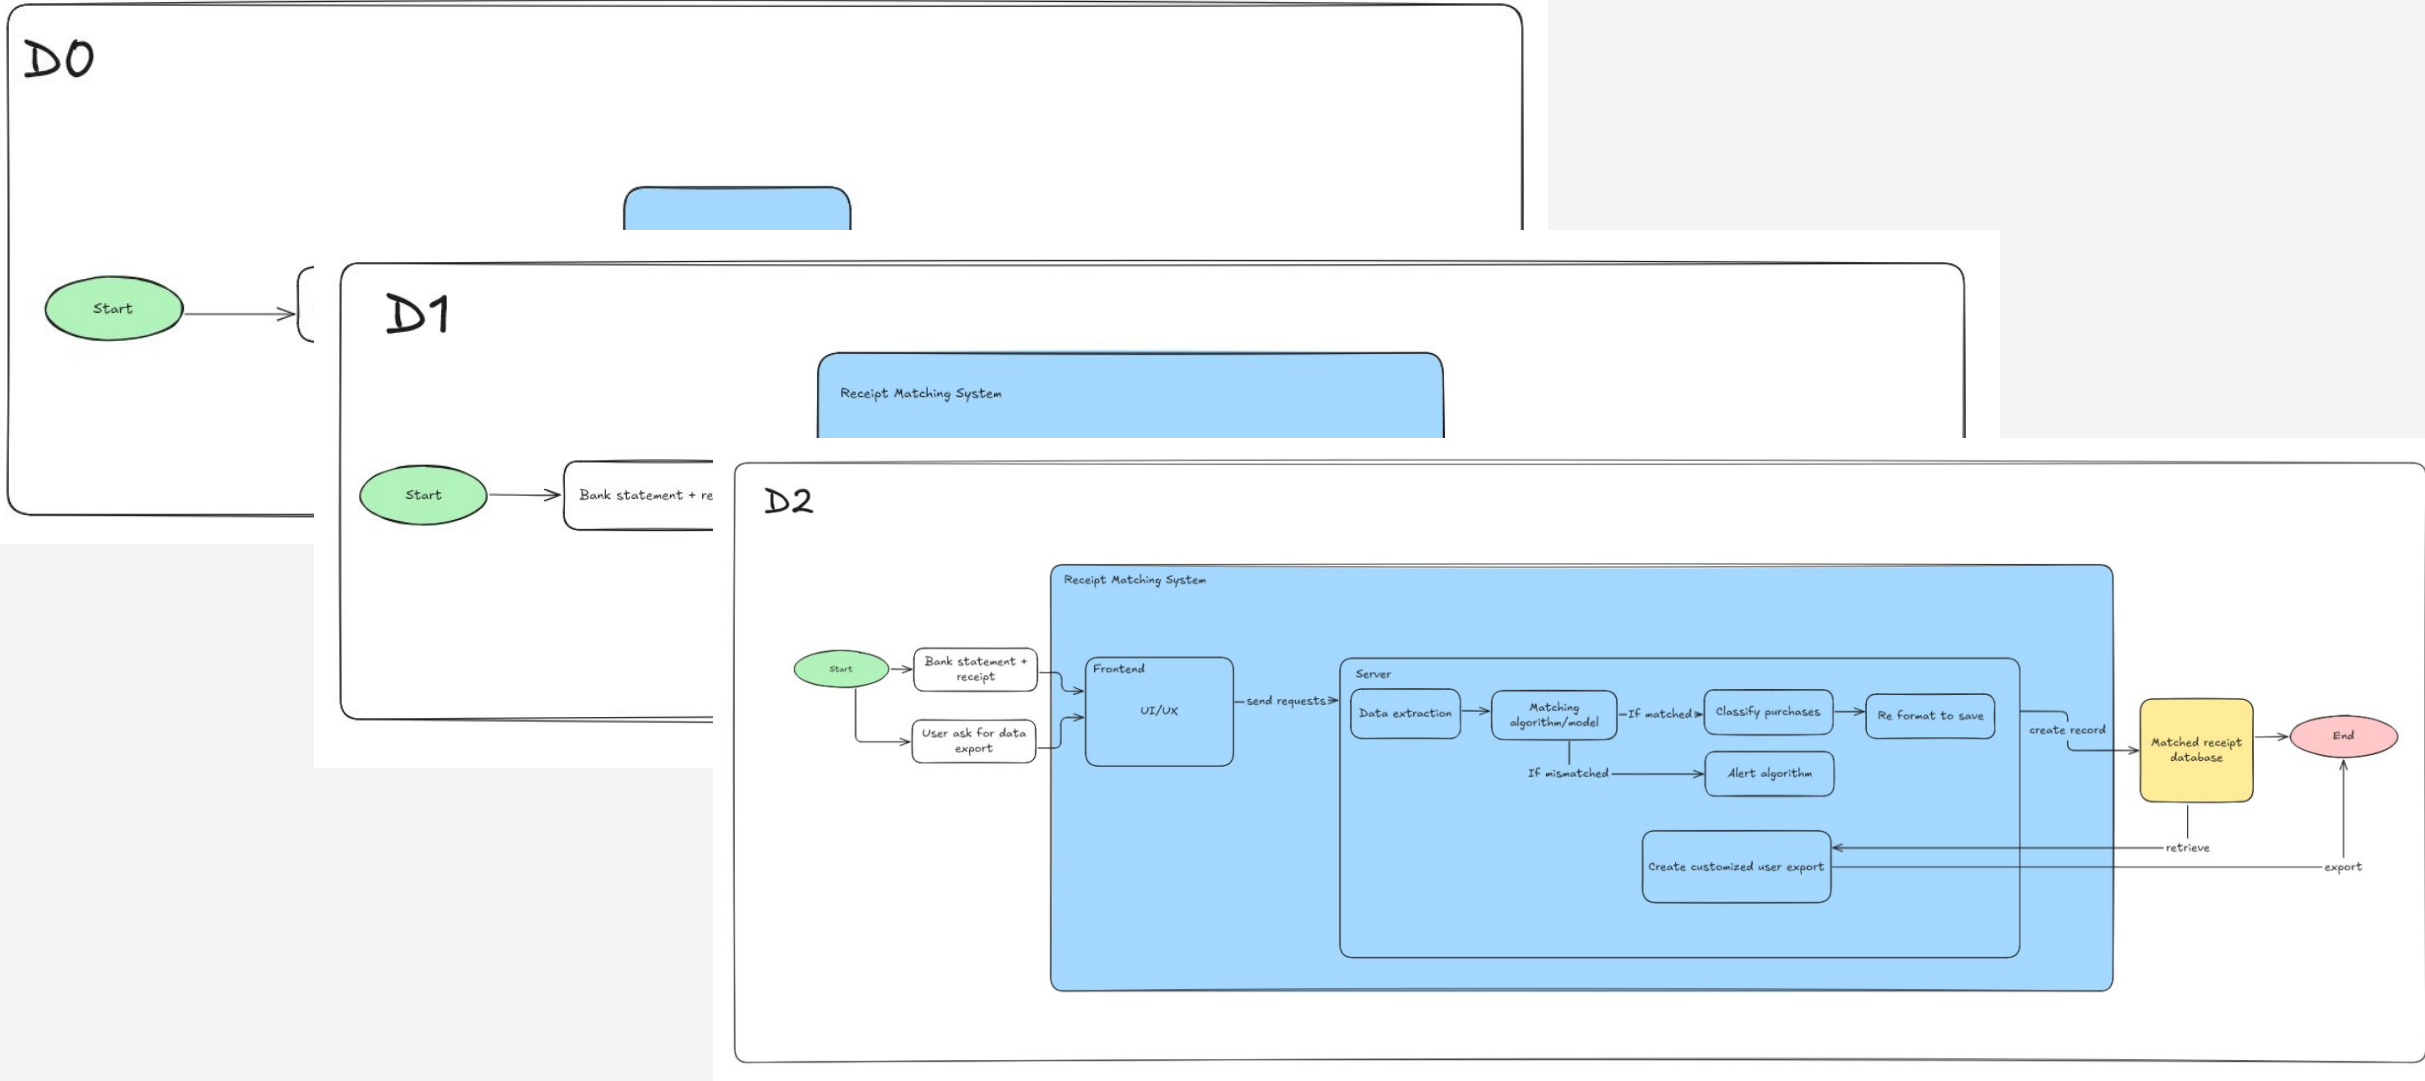 D0
Start
D1
Receipt Matching System
Start
Bank statement + re
D2
Receipt Matching System
Start
Bank statement +
receipt
User ask for data
export
Frontend
UI/UX
send requests
Server
Data extraction
Matching
algorithm/model
If matched
Classify purchases
Re format to save
If mismatched
Alert algorithm
Create customized user export
create record
Matched receipt
database
End
retrieve
export